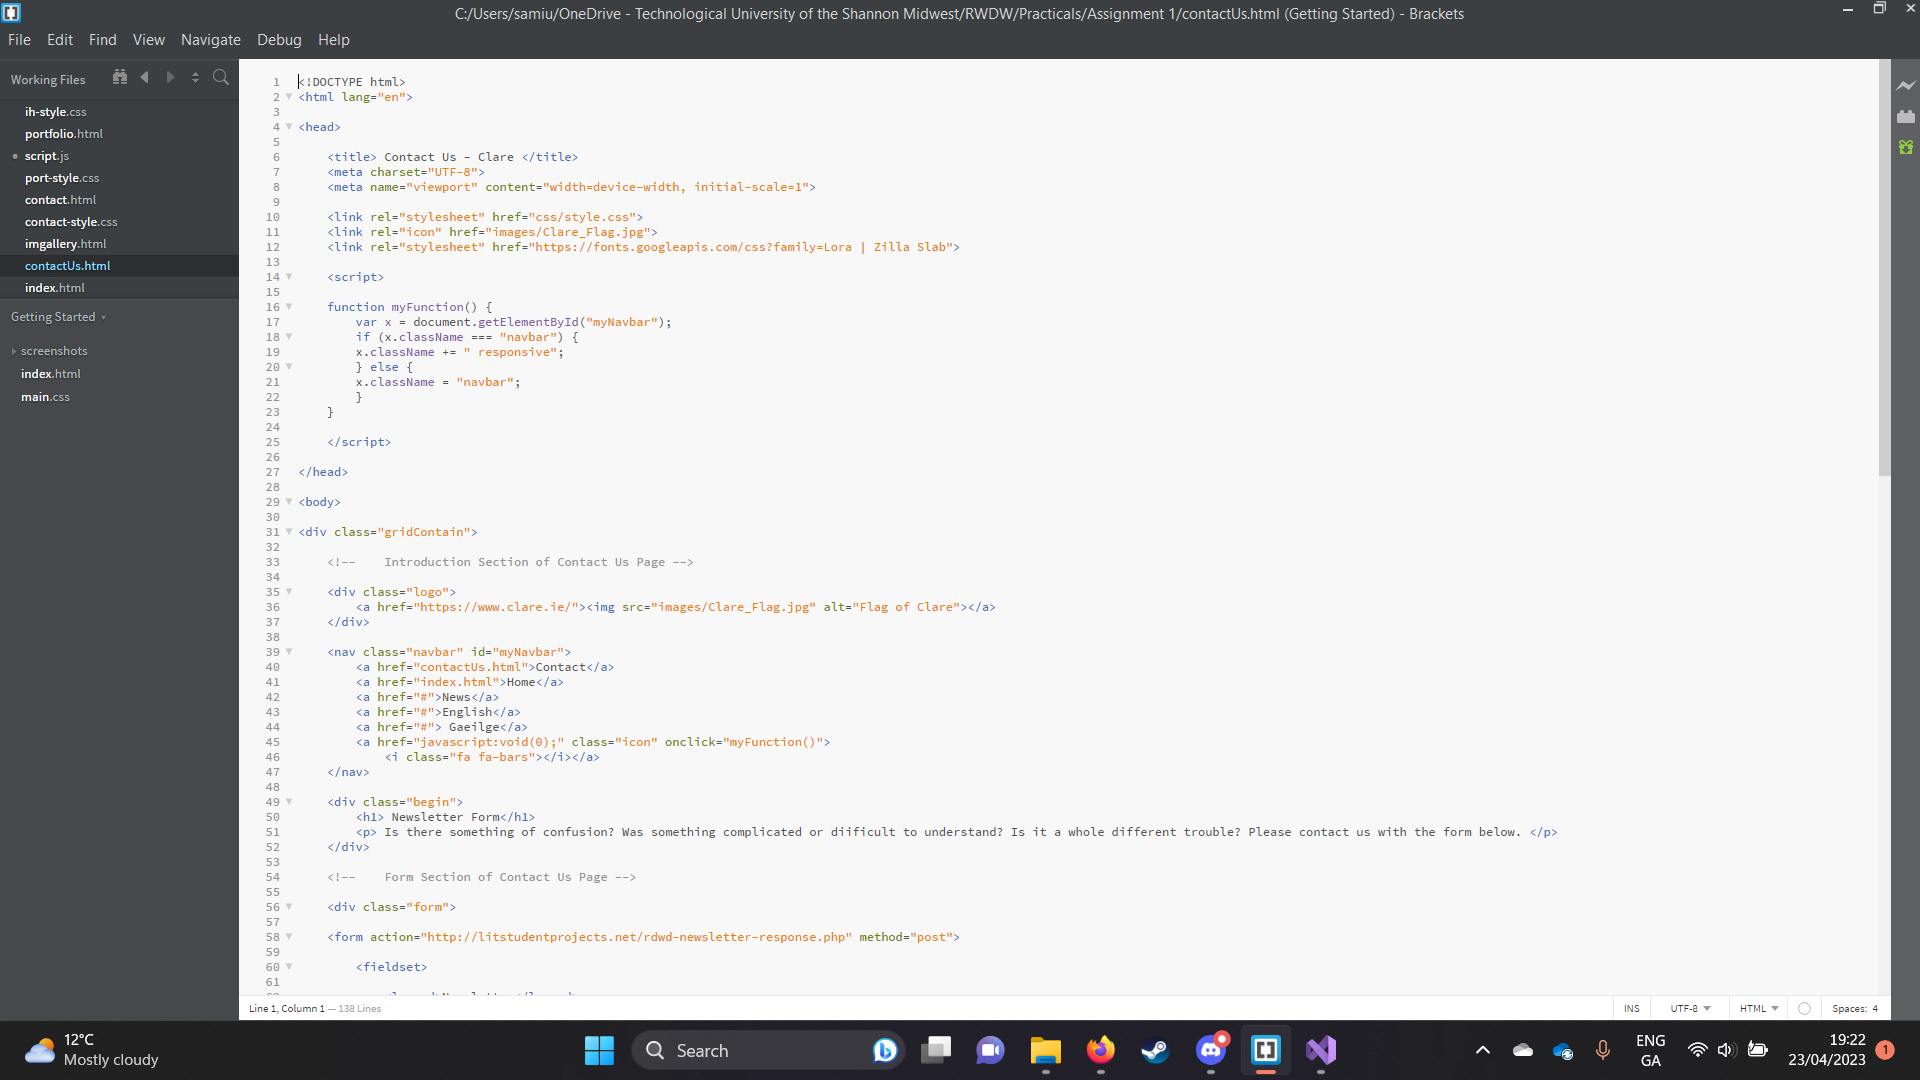 C:/Users/samiu/OneDrive - Technological University of the Shannon Midwest/RWDW/Practicals/Assignment 1/contactUs.html (Getting Started) - Brackets
File Edit Find View Navigate Debug Help
Working Files
ih-style.css
portfolio.html
script.js
port-style.css
contact.html
contact-style.css
imgallery.html
contactUs.html
index.html
Getting Started
screenshots
index.html
main.css
1 <!DOCTYPE html>
2 <html lang="en">
3
4 <head>
5
6     <title> Contact Us - Clare </title>
7     <meta charset="UTF-8">
8     <meta name="viewport" content="width=device-width, initial-scale=1">
9
10     <link rel="stylesheet" href="css/style.css">
11     <link rel="icon" href="images/Clare_Flag.jpg">
12     <link rel="stylesheet" href="https://fonts.googleapis.com/css?family=Lora | Zilla Slab">
13
14     <script>
15
16     function myFunction() {
17         var x = document.getElementById("myNavbar");
18         if (x.className === "navbar") {
19         x.className += " responsive";
20         } else {
21         x.className = "navbar";
22         }
23     }
24
25     </script>
26
27 </head>
28
29 <body>
30
31 <div class="gridContain">
32
33     <!--    Introduction Section of Contact Us Page -->
34
35     <div class="logo">
36         <a href="https://www.clare.ie/"><img src="images/Clare_Flag.jpg" alt="Flag of Clare"></a>
37     </div>
38
39     <nav class="navbar" id="myNavbar">
40         <a href="contactUs.html">Contact</a>
41         <a href="index.html">Home</a>
42         <a href="#">News</a>
43         <a href="#">English</a>
44         <a href="#"> Gaeilge</a>
45         <a href="javascript:void(0);" class="icon" onclick="myFunction()">
46             <i class="fa fa-bars"></i></a>
47     </nav>
48
49     <div class="begin">
50         <h1> Newsletter Form</h1>
51         <p> Is there something of confusion? Was something complicated or diifficult to understand? Is it a whole different trouble? Please contact us with the form below. </p>
52     </div>
53
54     <!--    Form Section of Contact Us Page -->
55
56     <div class="form">
57
58     <form action="http://litstudentprojects.net/rdwd-newsletter-response.php" method="post">
59
60         <fieldset>
61
Line 1, Column 1 — 138 Lines
INS UTF-8 HTML Spaces: 4
12°C
Mostly cloudy
Search
ENG
GA
19:22
23/04/2023
1